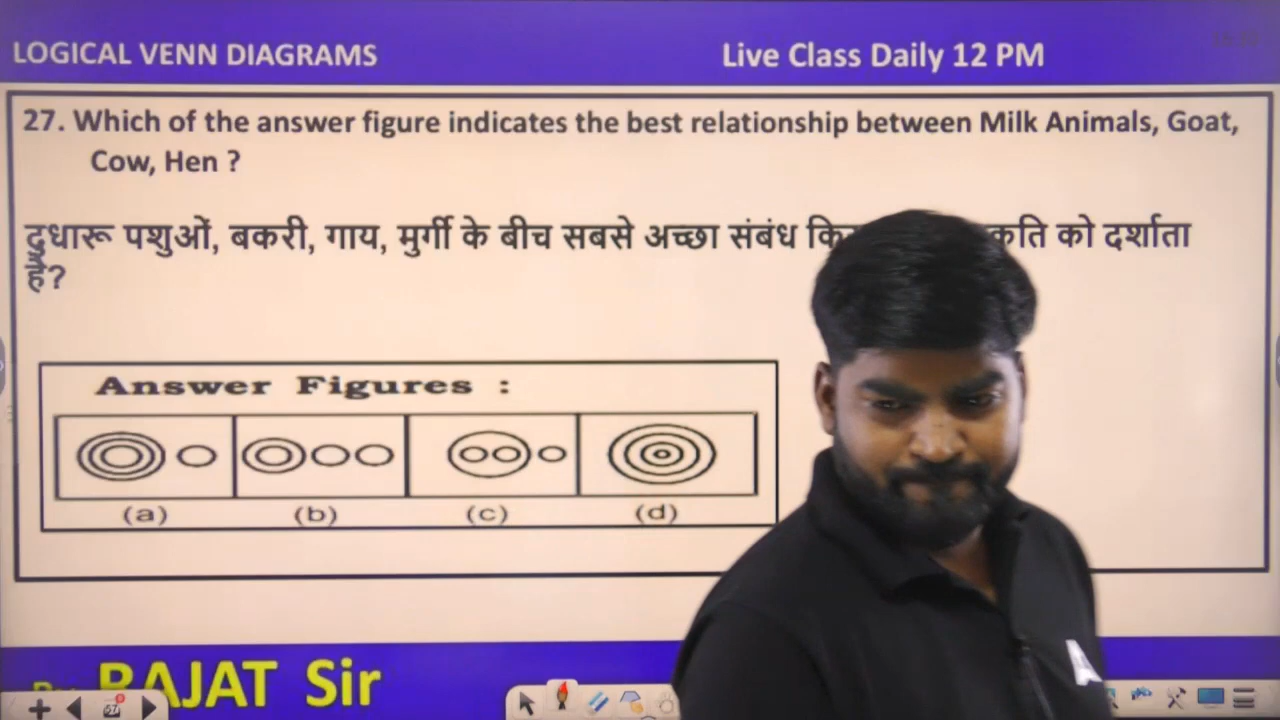 LOGICAL VENN DIAGRAMS
Live Class Daily 12 PM
27. Which of the answer figure indicates the best relationship between Milk Animals, Goat,
Cow, Hen ?
दुधारू पशुओं, बकरी, गाय, मुर्गी के बीच सबसे अच्छा संबंध को दर्शाता
है?
Answer Figures :
(a) (b) (c) (d)
RAJAT Sir